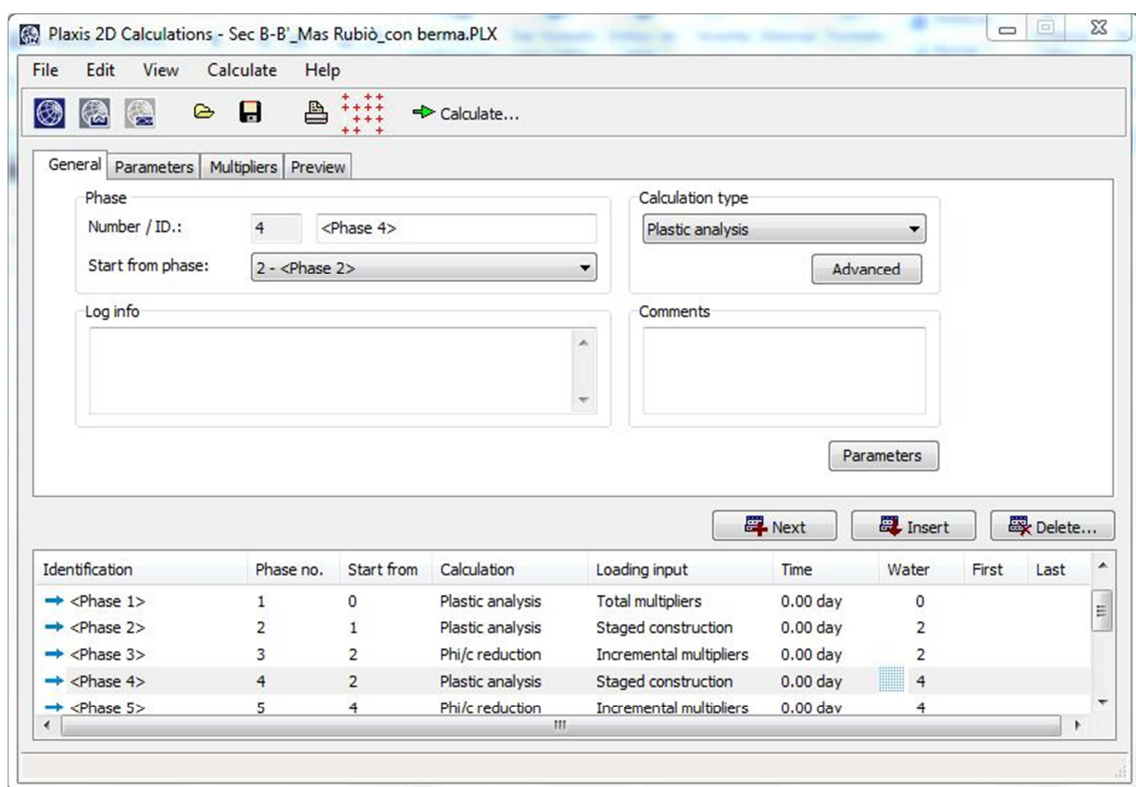 Plaxis 2D Calculations - Sec B-B'_Mas Rubiò_con berma.PLX
File Edit View Calculate Help
Calculate...
General Parameters Multipliers Preview
Phase
Number / ID.: 4 <Phase 4>
Start from phase: 2 - <Phase 2>
Calculation type
Plastic analysis
Advanced
Log info
Comments
Parameters
Next Insert Delete...
Identification Phase no. Start from Calculation Loading input Time Water First Last
<Phase 1> 1 0 Plastic analysis Total multipliers 0.00 day 0
<Phase 2> 2 1 Plastic analysis Staged construction 0.00 day 2
<Phase 3> 3 2 Phi/c reduction Incremental multipliers 0.00 day 2
<Phase 4> 4 2 Plastic analysis Staged construction 0.00 day 4
<Phase 5> 5 4 Phi/c reduction Incremental multipliers 0.00 day 4